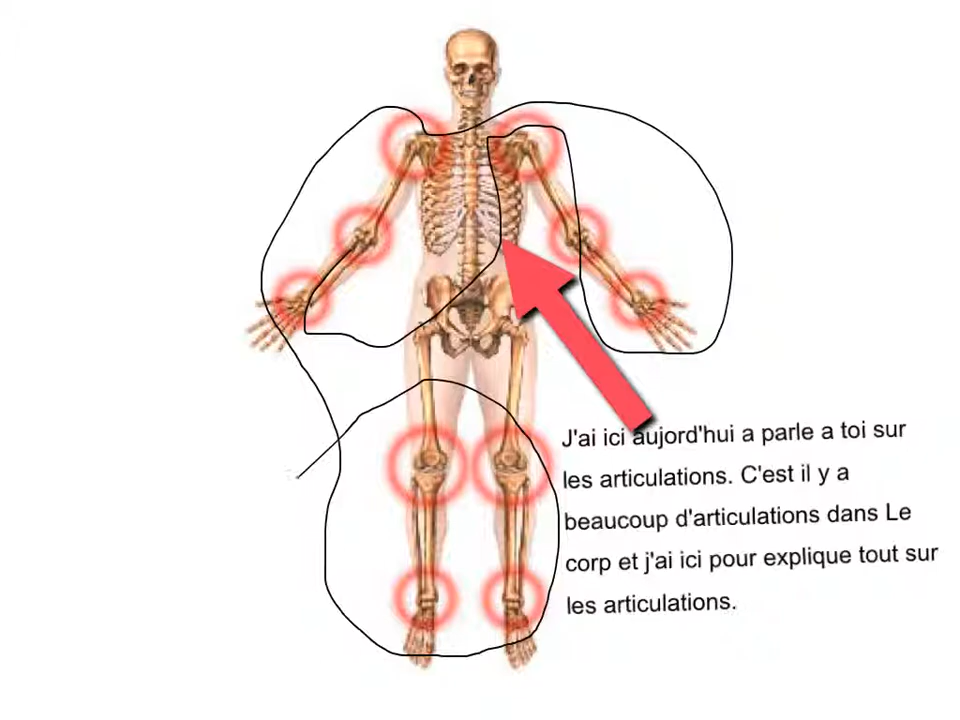 J'ai ici aujord'hui a parle a toi sur
les articulations. C'est il y a
beaucoup d'articulations dans Le
corp et j'ai ici pour explique tout sur
les articulations.